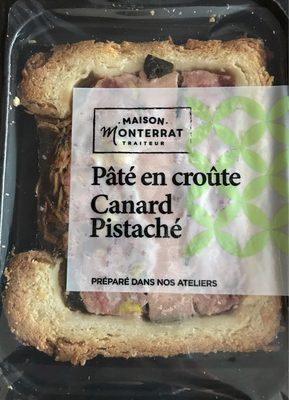 MAISON
MONTERRAT
TRAITEUR
Pâté en croûte
Canard
Pistaché
PRÉPARÉ DANS NOS ATELIERS